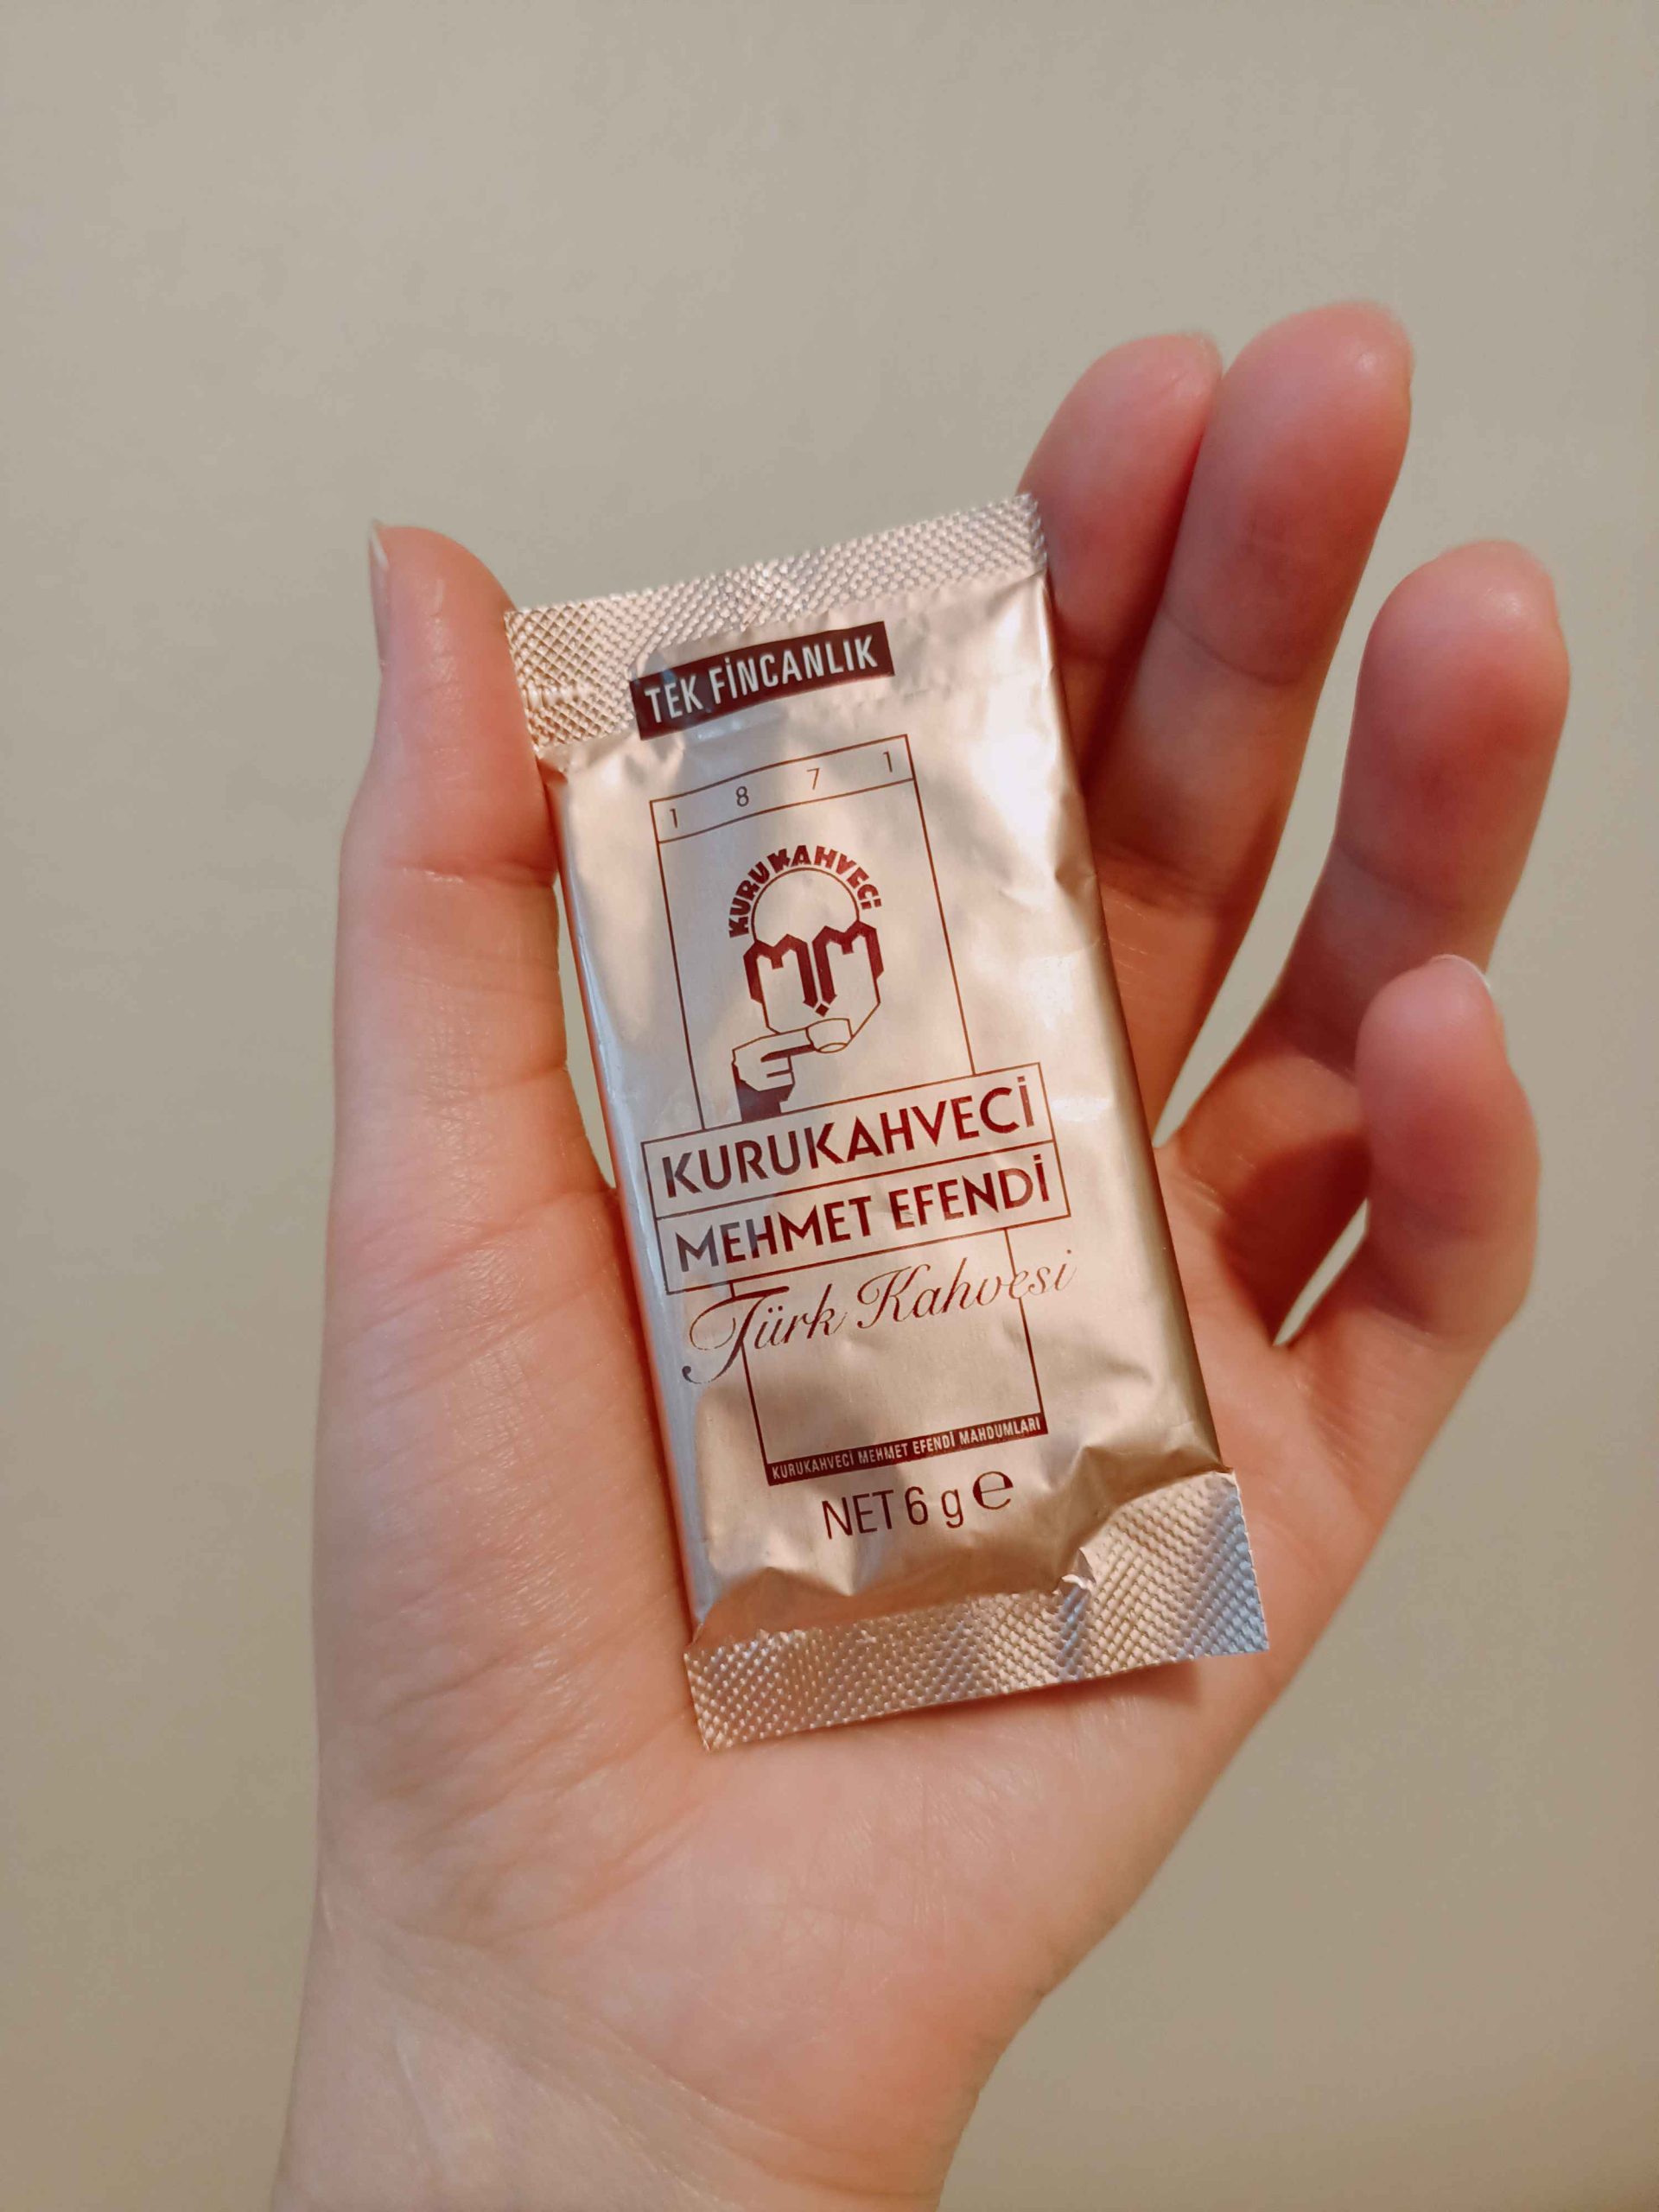 TEK FİNCANLIK
1 8 7 1
KURUKAHVECİ
MM
KURUKAHVECİ
MEHMET EFENDİ
Türk Kahvesi
KURUKAHVECİ MEHMET EFENDİ MAHDUMLARI
NET 6 g ℮